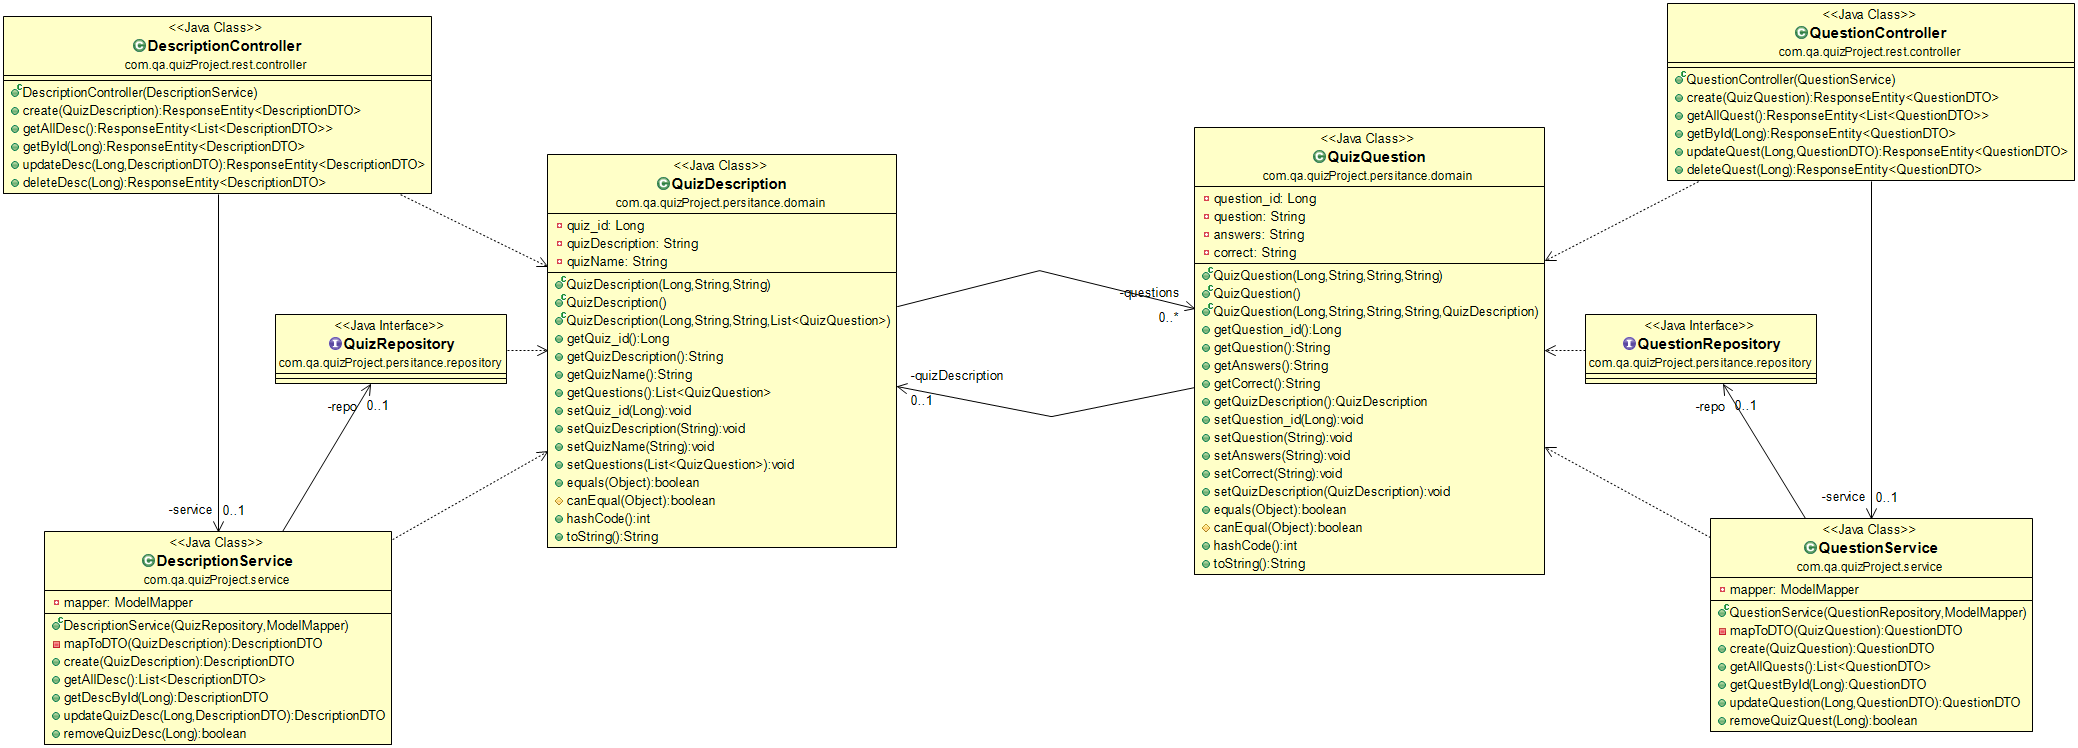 <<Java Class>>
DescriptionController
com.qa.quizProject.rest.controller
DescriptionController(DescriptionService)
create(QuizDescription):ResponseEntity<DescriptionDTO>
getAllDesc():ResponseEntity<List<DescriptionDTO>>
getById(Long):ResponseEntity<DescriptionDTO>
updateDesc(Long,DescriptionDTO):ResponseEntity<DescriptionDTO>
deleteDesc(Long):ResponseEntity<DescriptionDTO>
<<Java Interface>>
QuizRepository
com.qa.quizProject.persitance.repository
-repo 0..1
-service 0..1
<<Java Class>>
DescriptionService
com.qa.quizProject.service
mapper: ModelMapper
DescriptionService(QuizRepository,ModelMapper)
mapToDTO(QuizDescription):DescriptionDTO
create(QuizDescription):DescriptionDTO
getAllDesc():List<DescriptionDTO>
getDescById(Long):DescriptionDTO
updateQuizDesc(Long,DescriptionDTO):DescriptionDTO
removeQuizDesc(Long):boolean
<<Java Class>>
QuizDescription
com.qa.quizProject.persitance.domain
quiz_id: Long
quizDescription: String
quizName: String
QuizDescription(Long,String,String)
QuizDescription()
QuizDescription(Long,String,String,List<QuizQuestion>)
getQuiz_id():Long
getQuizDescription():String
getQuizName():String
getQuestions():List<QuizQuestion>
setQuiz_id(Long):void
setQuizDescription(String):void
setQuizName(String):void
setQuestions(List<QuizQuestion>):void
equals(Object):boolean
canEqual(Object):boolean
hashCode():int
toString():String
-questions
0..*
-quizDescription
0..1
<<Java Class>>
QuizQuestion
com.qa.quizProject.persitance.domain
question_id: Long
question: String
answers: String
correct: String
QuizQuestion(Long,String,String,String)
QuizQuestion()
QuizQuestion(Long,String,String,String,QuizDescription)
getQuestion_id():Long
getQuestion():String
getAnswers():String
getCorrect():String
getQuizDescription():QuizDescription
setQuestion_id(Long):void
setQuestion(String):void
setAnswers(String):void
setCorrect(String):void
setQuizDescription(QuizDescription):void
equals(Object):boolean
canEqual(Object):boolean
hashCode():int
toString():String
<<Java Class>>
QuestionController
com.qa.quizProject.rest.controller
QuestionController(QuestionService)
create(QuizQuestion):ResponseEntity<QuestionDTO>
getAllQuest():ResponseEntity<List<QuestionDTO>>
getById(Long):ResponseEntity<QuestionDTO>
updateQuest(Long,QuestionDTO):ResponseEntity<QuestionDTO>
deleteQuest(Long):ResponseEntity<QuestionDTO>
<<Java Interface>>
QuestionRepository
com.qa.quizProject.persitance.repository
-repo 0..1
-service 0..1
<<Java Class>>
QuestionService
com.qa.quizProject.service
mapper: ModelMapper
QuestionService(QuestionRepository,ModelMapper)
mapToDTO(QuizQuestion):QuestionDTO
create(QuizQuestion):QuestionDTO
getAllQuests():List<QuestionDTO>
getQuestById(Long):QuestionDTO
updateQuestion(Long,QuestionDTO):QuestionDTO
removeQuizQuest(Long):boolean